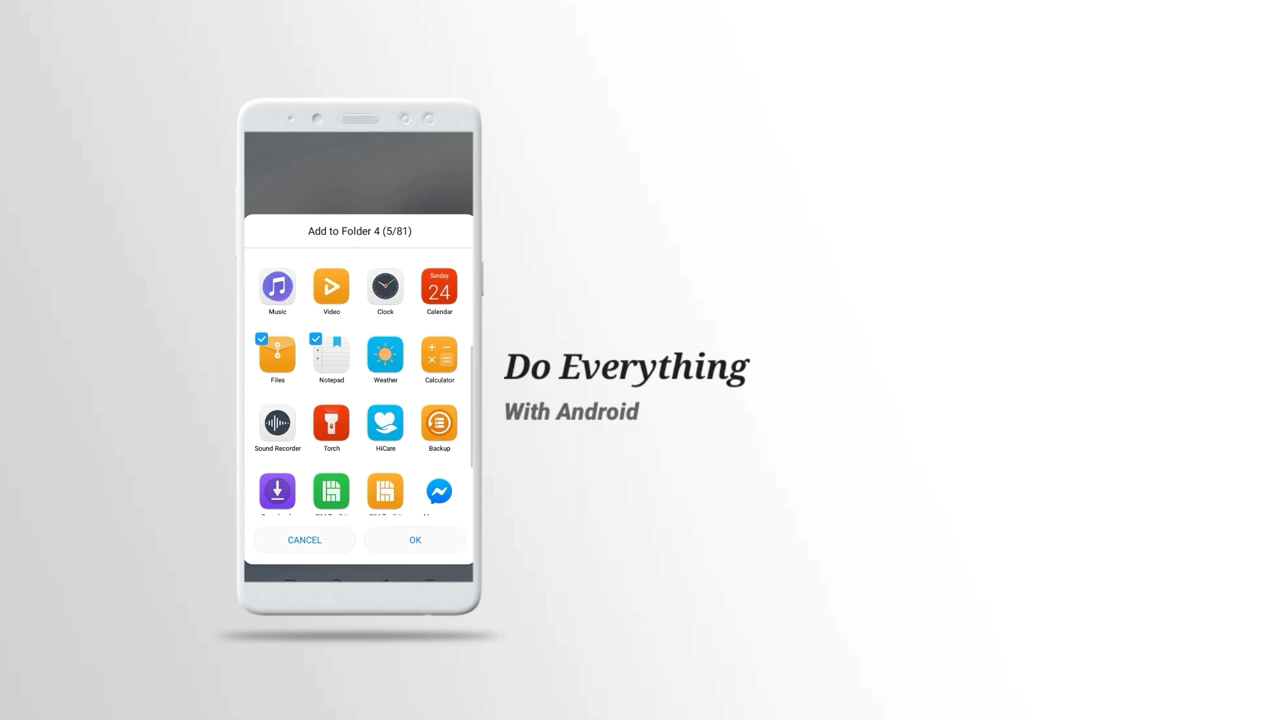 Add to Folder 4 (5/81)
Music Video Clock Calendar
Sunday
24
Files Notepad Weather Calculator
Sound Recorder Torch HiCare Backup
CANCEL OK
Do Everything
With Android